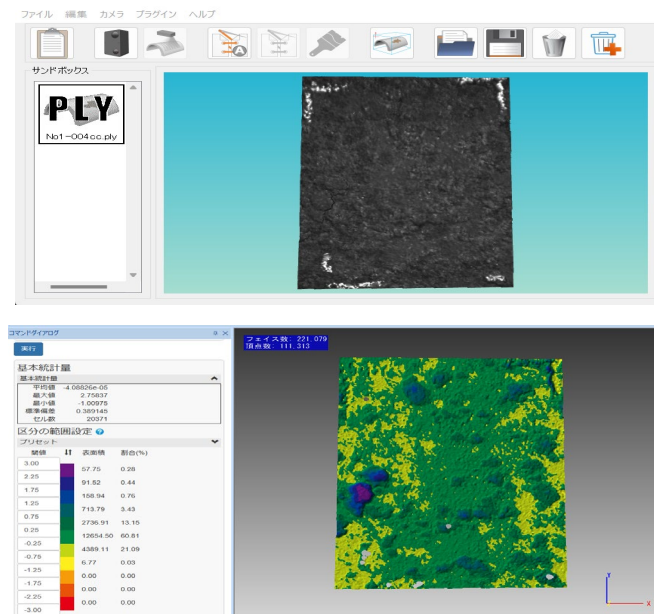 ファイル 編集 カメラ プラグイン ヘルプ
サンドボックス
PLY
No1-004cc.ply
コマンドダイアログ
実行
基本統計量
基本統計量
平均値 -4.08826e-05
最大値 2.75837
最小値 -1.00975
標準偏差 0.389145
セル数 20371
区分の範囲設定
プリセット
閾値 表面積 割合(%)
3.00
57.75 0.28
2.25
91.52 0.44
1.75
158.94 0.76
1.25
713.79 3.43
0.75
2736.91 13.15
0.25
12654.50 60.81
-0.25
4389.11 21.09
-0.75
6.77 0.03
-1.25
0.00 0.00
-1.75
0.00 0.00
-2.25
0.00 0.00
-3.00
フェイス数: 221,079
頂点数: 111,313
Y
X